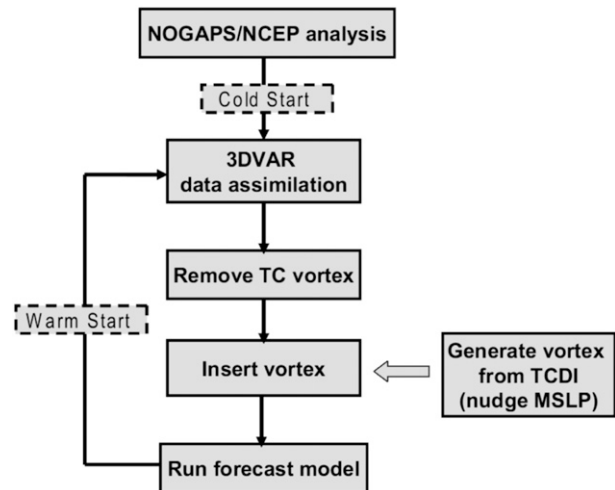 NOGAPS/NCEP analysis
Cold Start
3DVAR
data assimilation
Remove TC vortex
Warm Start
Insert vortex
Generate vortex
from TCDI
(nudge MSLP)
Run forecast model